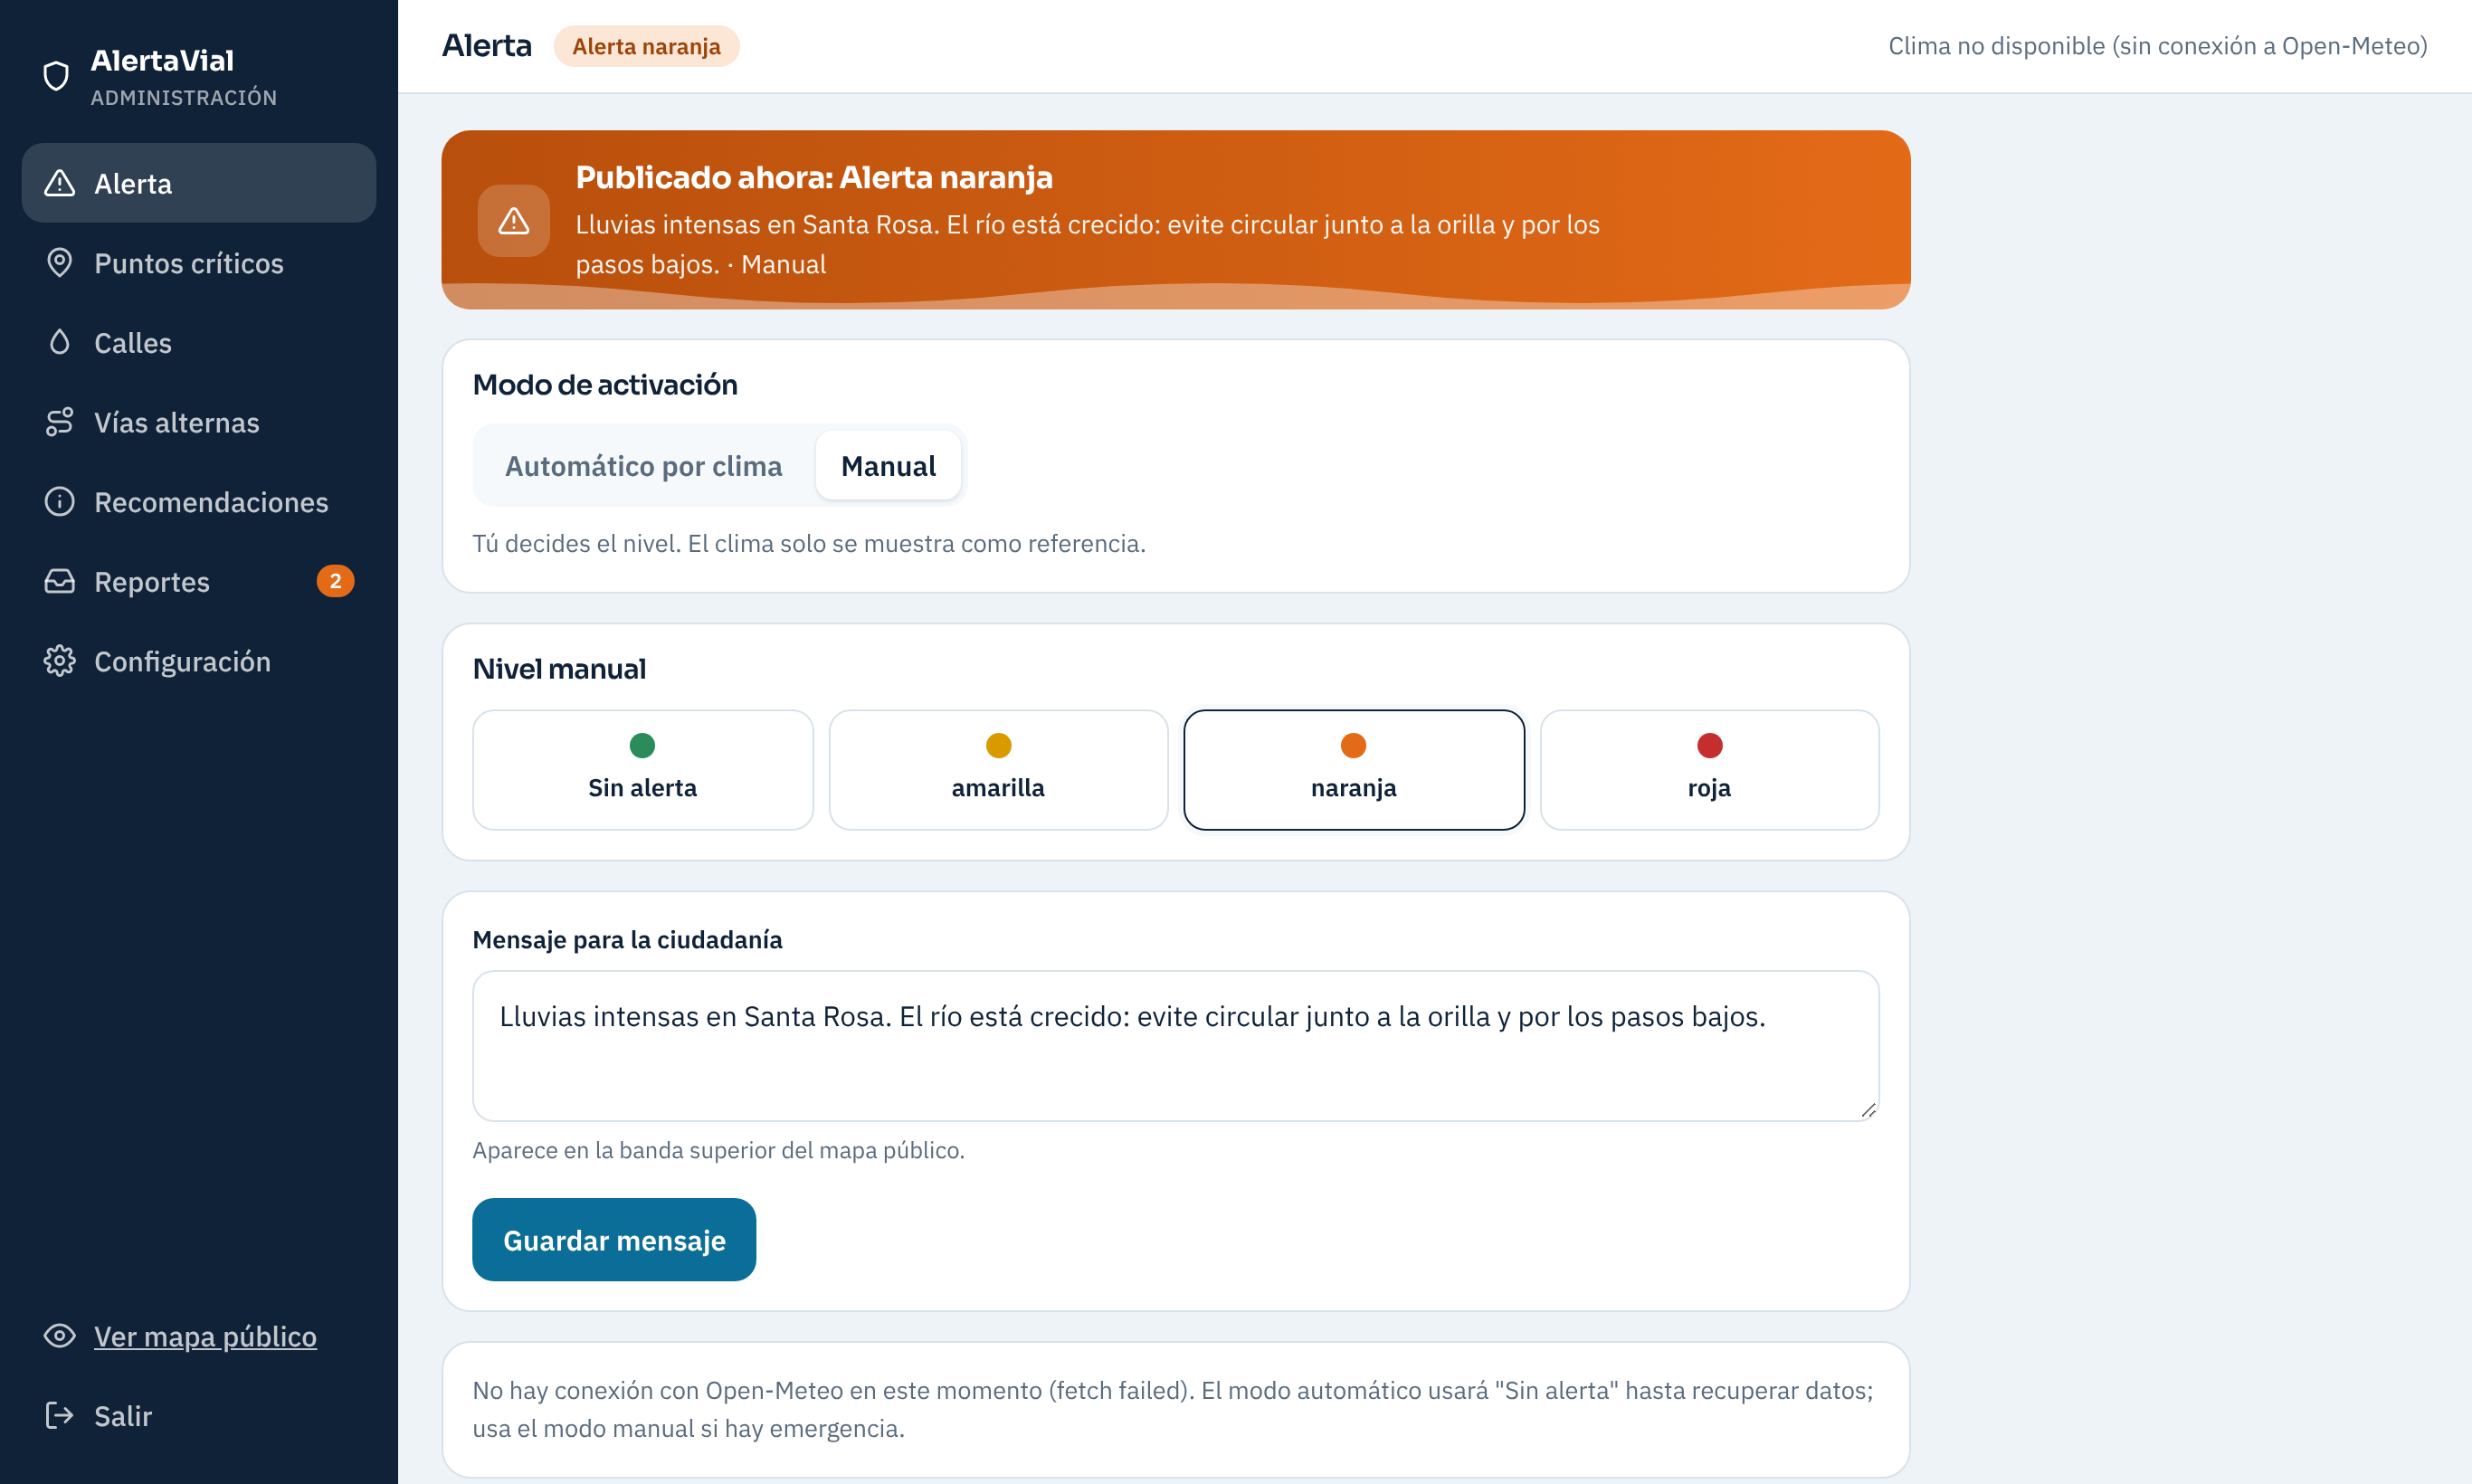 AlertaVial
ADMINISTRACIÓN
Alerta
Puntos críticos
Calles
Vías alternas
Recomendaciones
Reportes 2
Configuración
Ver mapa público
Salir
Alerta Alerta naranja Clima no disponible (sin conexión a Open-Meteo)
Publicado ahora: Alerta naranja
Lluvias intensas en Santa Rosa. El río está crecido: evite circular junto a la orilla y por los
pasos bajos. · Manual
Modo de activación
Automático por clima Manual
Tú decides el nivel. El clima solo se muestra como referencia.
Nivel manual
Sin alerta amarilla naranja roja
Mensaje para la ciudadanía
Lluvias intensas en Santa Rosa. El río está crecido: evite circular junto a la orilla y por los pasos bajos.
Aparece en la banda superior del mapa público.
Guardar mensaje
No hay conexión con Open-Meteo en este momento (fetch failed). El modo automático usará "Sin alerta" hasta recuperar datos;
usa el modo manual si hay emergencia.